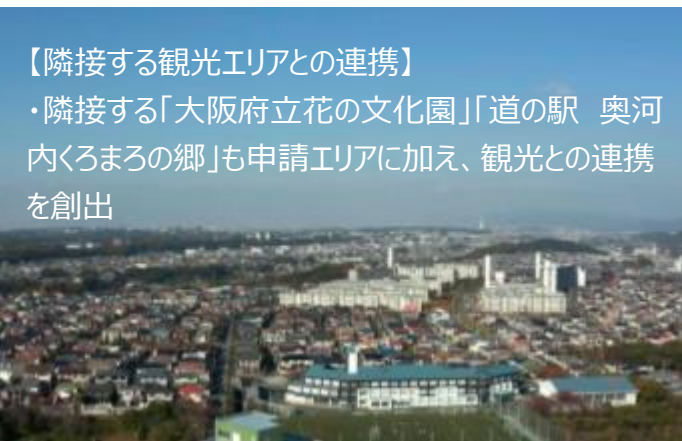 【隣接する観光エリアとの連携】
・隣接する「大阪府立花の文化園」「道の駅　奥河
内くろまろの郷」も申請エリアに加え、観光との連携
を創出